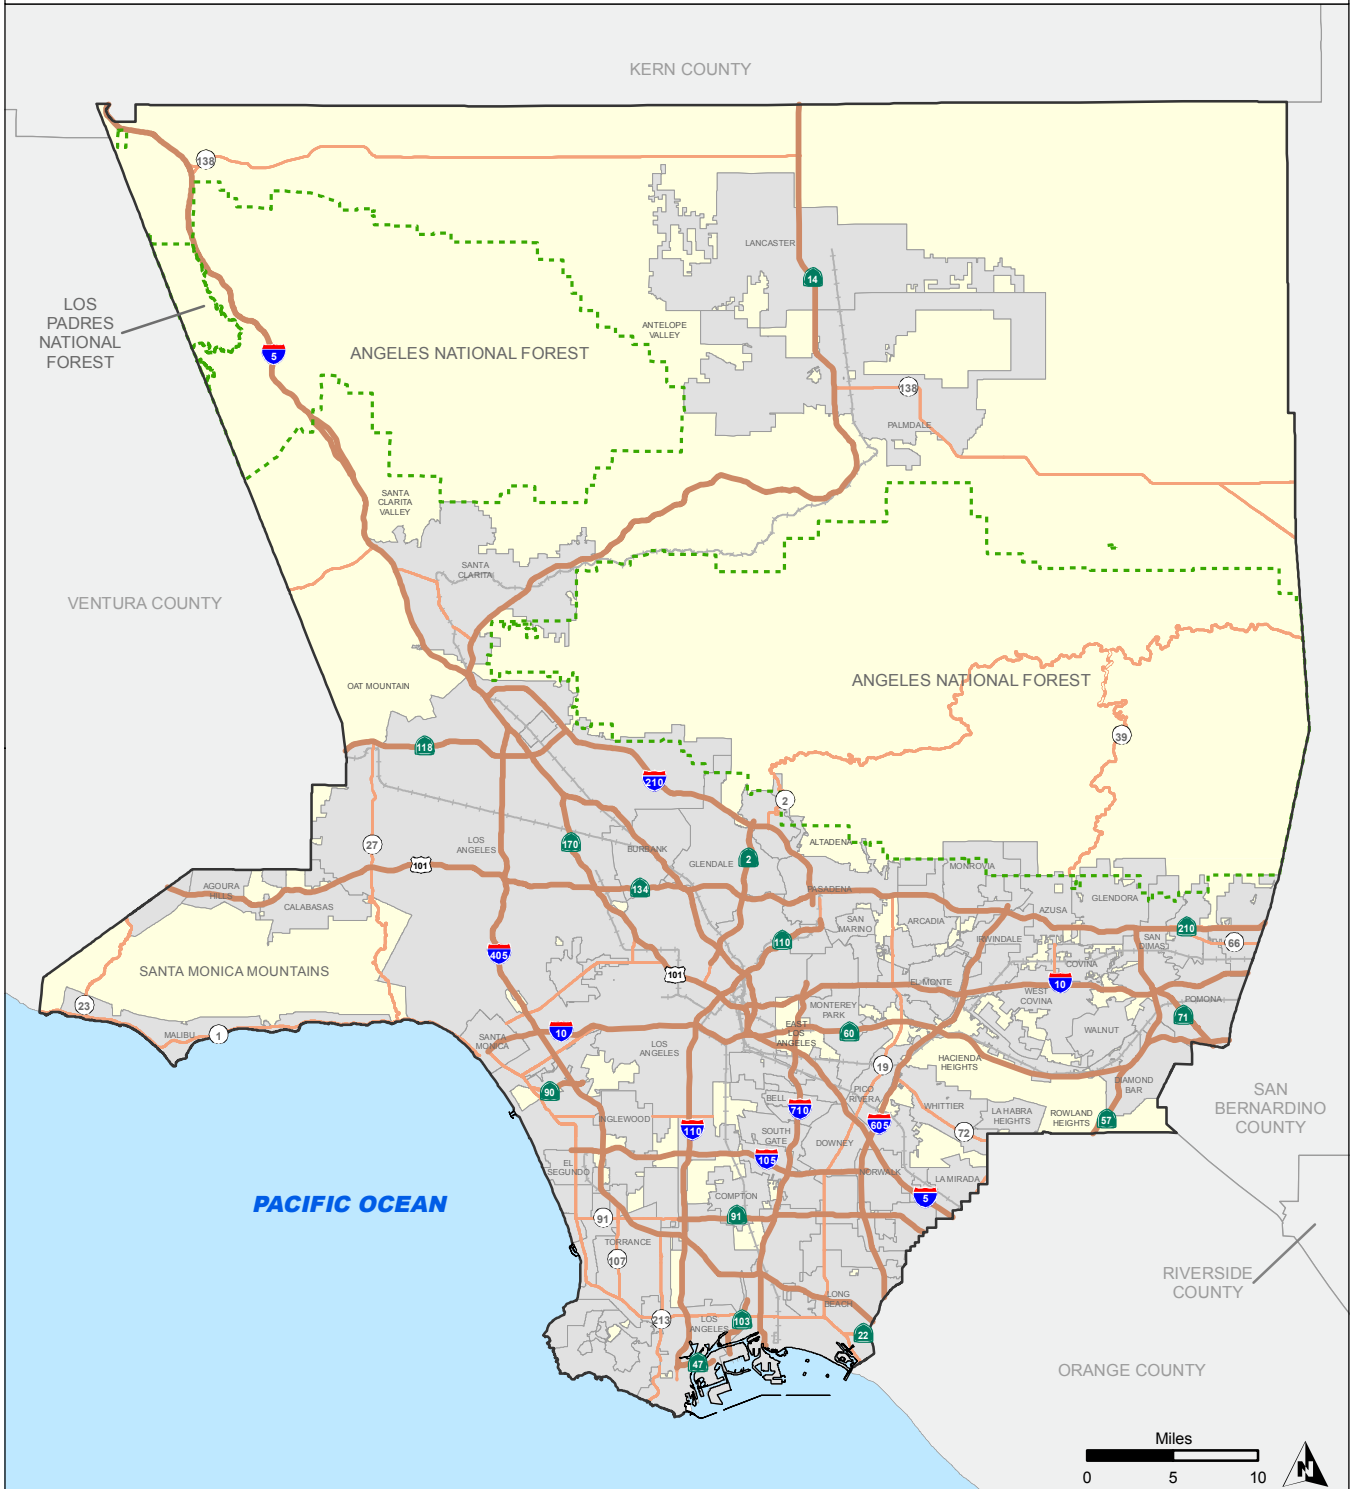 KERN COUNTY
138
LANCASTER
14
LOS
PADRES
NATIONAL
FOREST
ANTELOPE
VALLEY
5
ANGELES NATIONAL FOREST
138
PALMDALE
SANTA
CLARITA
VALLEY
SANTA
CLARITA
VENTURA COUNTY
OAT MOUNTAIN
ANGELES NATIONAL FOREST
118
39
210
2
27
LOS
ANGELES
170
BURBANK
GLENDALE
2
ALTADENA
MONROVIA
101
134
PASADENA
AGOURA
HILLS
CALABASAS
GLENDORA
AZUSA
SAN
MARINO
ARCADIA
210
66
110
IRWINDALE
SAN
DIMAS
405
COVINA
SANTA MONICA MOUNTAINS
101
EL MONTE
10
WEST
COVINA
POMONA
23
MONTEREY
PARK
71
MALIBU
1
SANTA
MONICA
10
LOS
ANGELES
EAST
LOS
ANGELES
60
WALNUT
HACIENDA
HEIGHTS
19
DIAMOND
BAR
90
PICO
RIVERA
BELL
710
WHITTIER
LA HABRA
HEIGHTS
ROWLAND
HEIGHTS
57
INGLEWOOD
110
SOUTH
GATE
605
72
DOWNEY
SAN
BERNARDINO
COUNTY
EL
SEGUNDO
105
NORWALK
LA MIRADA
PACIFIC OCEAN
COMPTON
5
91
91
TORRANCE
107
RIVERSIDE
COUNTY
LONG
BEACH
213
LOS
ANGELES
103
22
47
ORANGE COUNTY
Miles
0 5 10
N